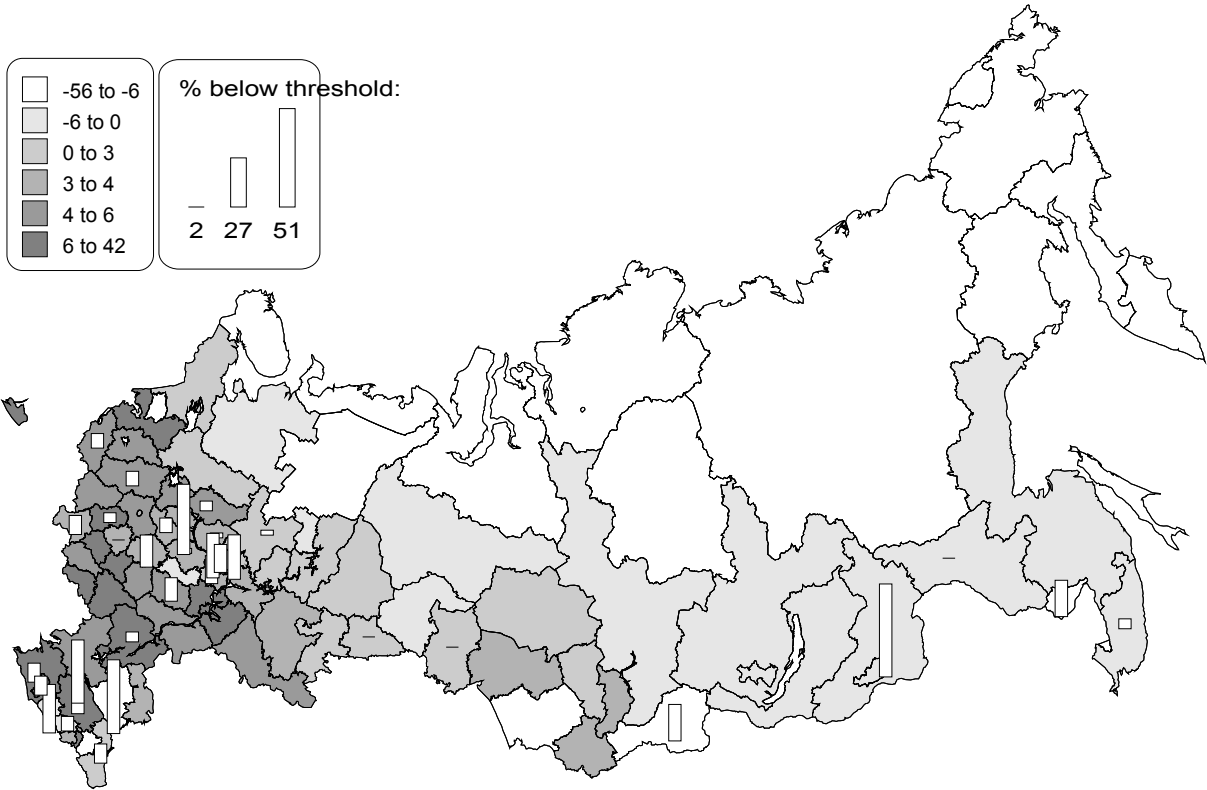 -56 to -6
-6 to 0
0 to 3
3 to 4
4 to 6
6 to 42
% below threshold:
2 27 51